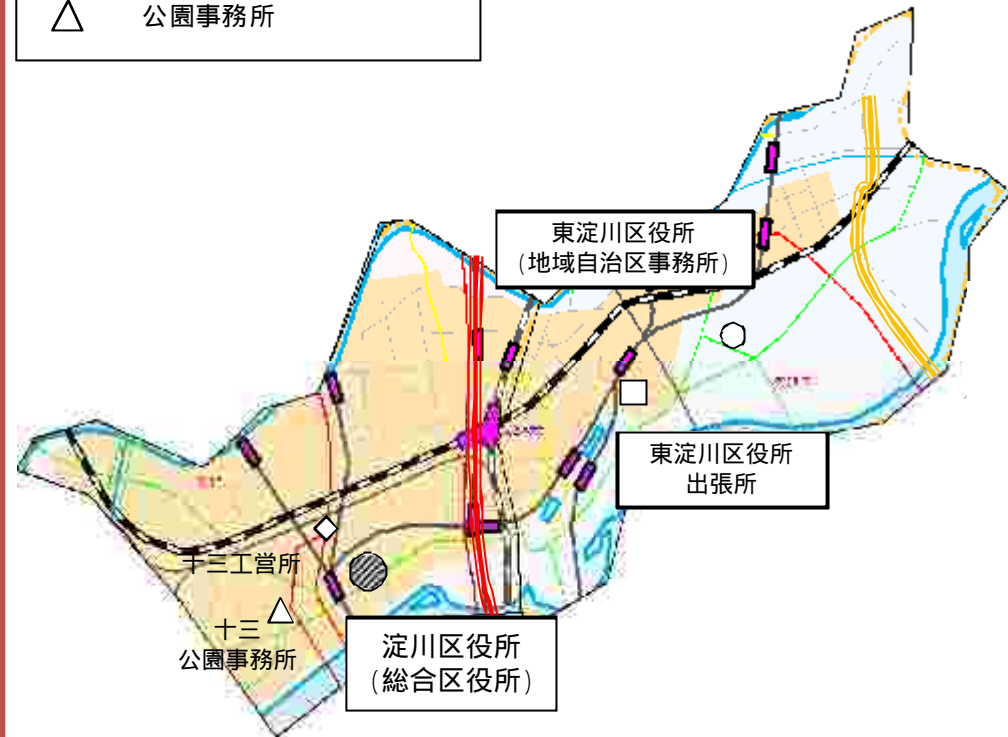 公園事務所
東淀川区役所
(地域自治区事務所)
東淀川区役所
出張所
十三工営所
十三
公園事務所
淀川区役所
(総合区役所)